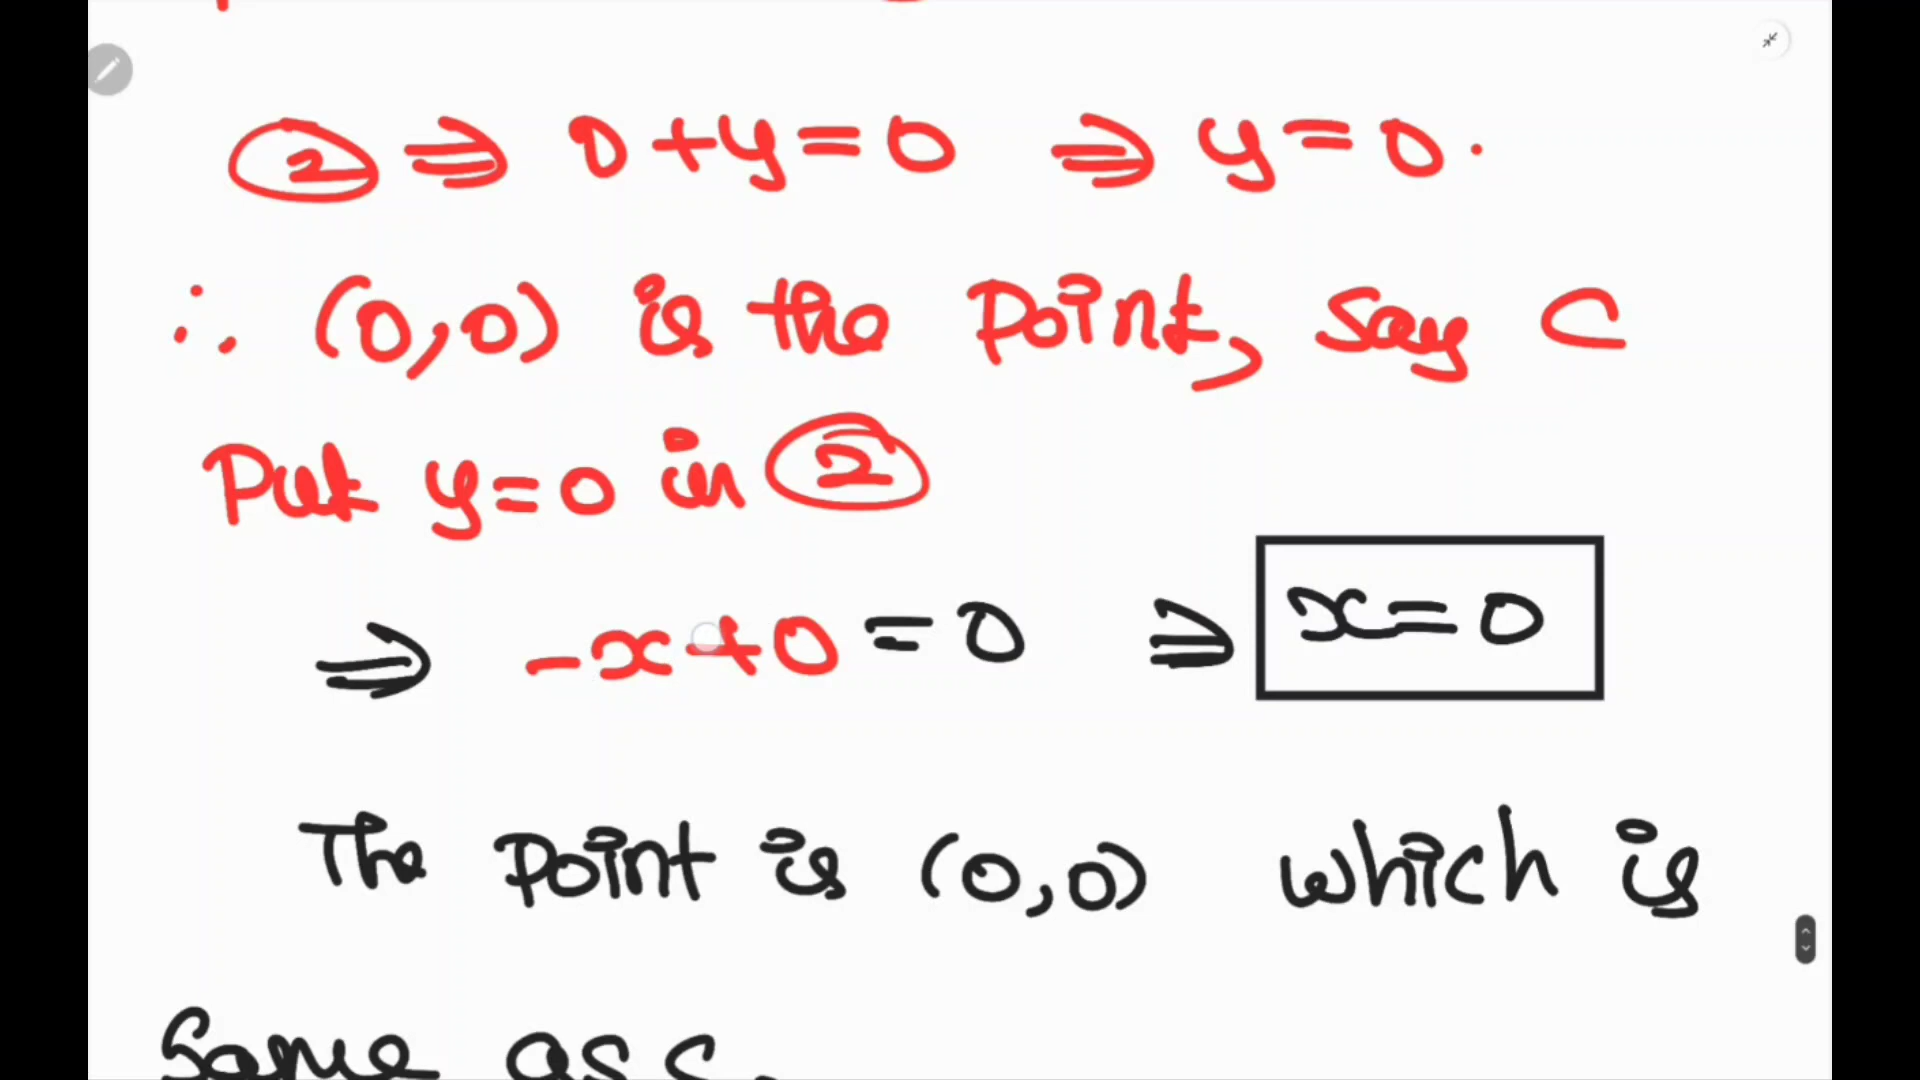 ② ⇒ 0+y=0 ⇒ y=0.
∴ (0,0) is the Point, say C
Put y=0 in ②
⇒ -x+0=0 ⇒ x=0
The Point is (0,0) which is
Same as C.